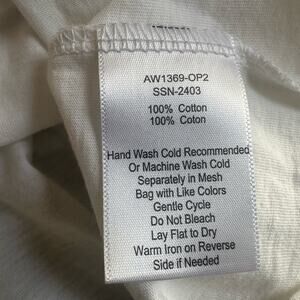 AW1369-OP2
SSN-2403
100% Cotton
100% Coton
Hand Wash Cold Recommended
Or Machine Wash Cold
Separately in Mesh
Bag with Like Colors
Gentle Cycle
Do Not Bleach
Lay Flat to Dry
Warm Iron on Reverse
Side if Needed